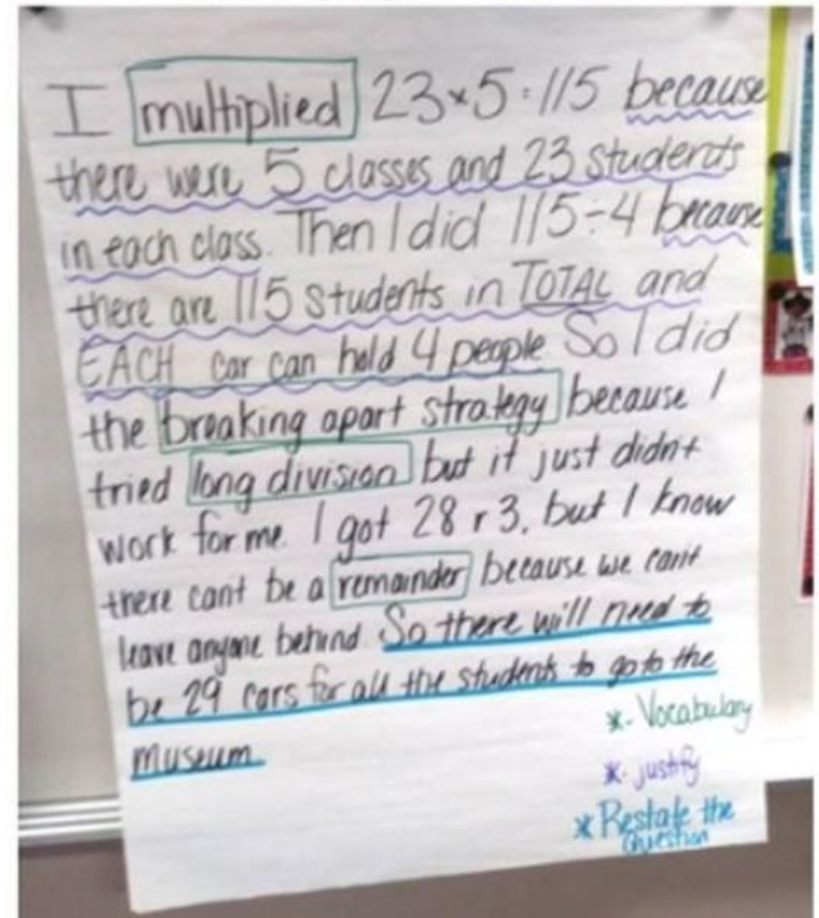 I multiplied 23×5=115 because
there were 5 classes and 23 students
in each class. Then I did 115÷4 because
there are 115 students in TOTAL and
EACH car can hold 4 people So I did
the breaking apart strategy because I
tried long division but it just didn't
work for me. I got 28 r 3, but I know
there cant be a remainder because we can't
leave anyone behind. So there will need to
be 29 cars for all the students to go to the
museum.
*- Vocabulary
*- justify
* Restate the
Question